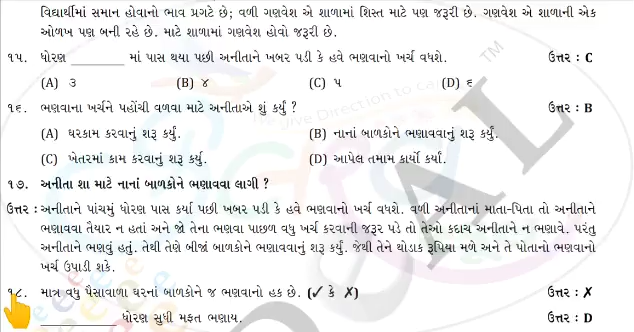 વિદ્યાર્થીમાં સમાન હોવાનો ભાવ પ્રગટે છે; વળી ગણવેશ એ શાળામાં શિસ્ત માટે પણ જરૂરી છે. ગણવેશ એ શાળાની એક
ઓળખ પણ બની રહે છે. માટે શાળામાં ગણવેશ હોવો જરૂરી છે.
૧૫. ધોરણ ________ માં પાસ થયા પછી અનીતાને ખબર પડી કે હવે ભણવાનો ખર્ચ વધશે. ઉત્તર : C
(A) ૩ (B) ૪ (C) ૫ (D) ૬
૧૬. ભણવાના ખર્ચને પહોંચી વળવા માટે અનીતાએ શું કર્યું ? ઉત્તર : B
(A) ઘરકામ કરવાનું શરૂ કર્યું. (B) નાનાં બાળકોને ભણાવવાનું શરૂ કર્યું.
(C) ખેતરમાં કામ કરવાનું શરૂ કર્યુ. (D) આપેલ તમામ કાર્યો કર્યાં.
૧૭. અનીતા શા માટે નાનાં બાળકોને ભણાવવા લાગી ?
ઉત્તર : અનીતાને પાંચમું ધોરણ પાસ કર્યા પછી ખબર પડી કે હવે ભણવાનો ખર્ચ વધશે. વળી અનીતાનાં માતા-પિતા તો અનીતાને
ભણાવવા તૈયાર ન હતાં અને જો તેના ભણવા પાછળ વધુ ખર્ચ કરવાની જરૂર પડે તો તેઓ કદાચ અનીતાને ન ભણાવે. પરંતુ
અનીતાને ભણવું હતું. તેથી તેણે બીજાં બાળકોને ભણાવવાનું શરૂ કર્યું. જેથી તેને થોડાક રૂપિયા મળે અને તે પોતાનો ભણવાનો
ખર્ચ ઉપાડી શકે.
૧૮. માત્ર વધુ પૈસાવાળા ઘરનાં બાળકોને જ ભણવાનો હક છે. (✓ કે ✗) ઉત્તર : ✗
________ ધોરણ સુધી મફત ભણાય. ઉત્તર : D
TM